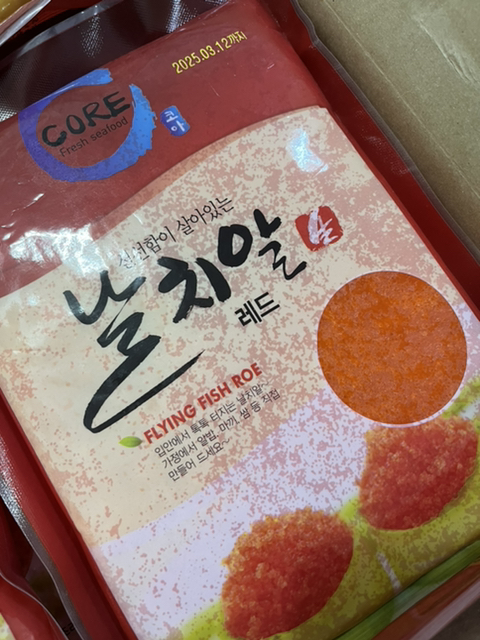 2025.03.12까지
CORE
Fresh seafood
코아
신선함이 살아있는
날치알
레드
FLYING FISH ROE
입안에서 톡톡 터지는 날치알~
가정에서 알밥, 마끼, 쌈 등 직접
만들어 드세요~